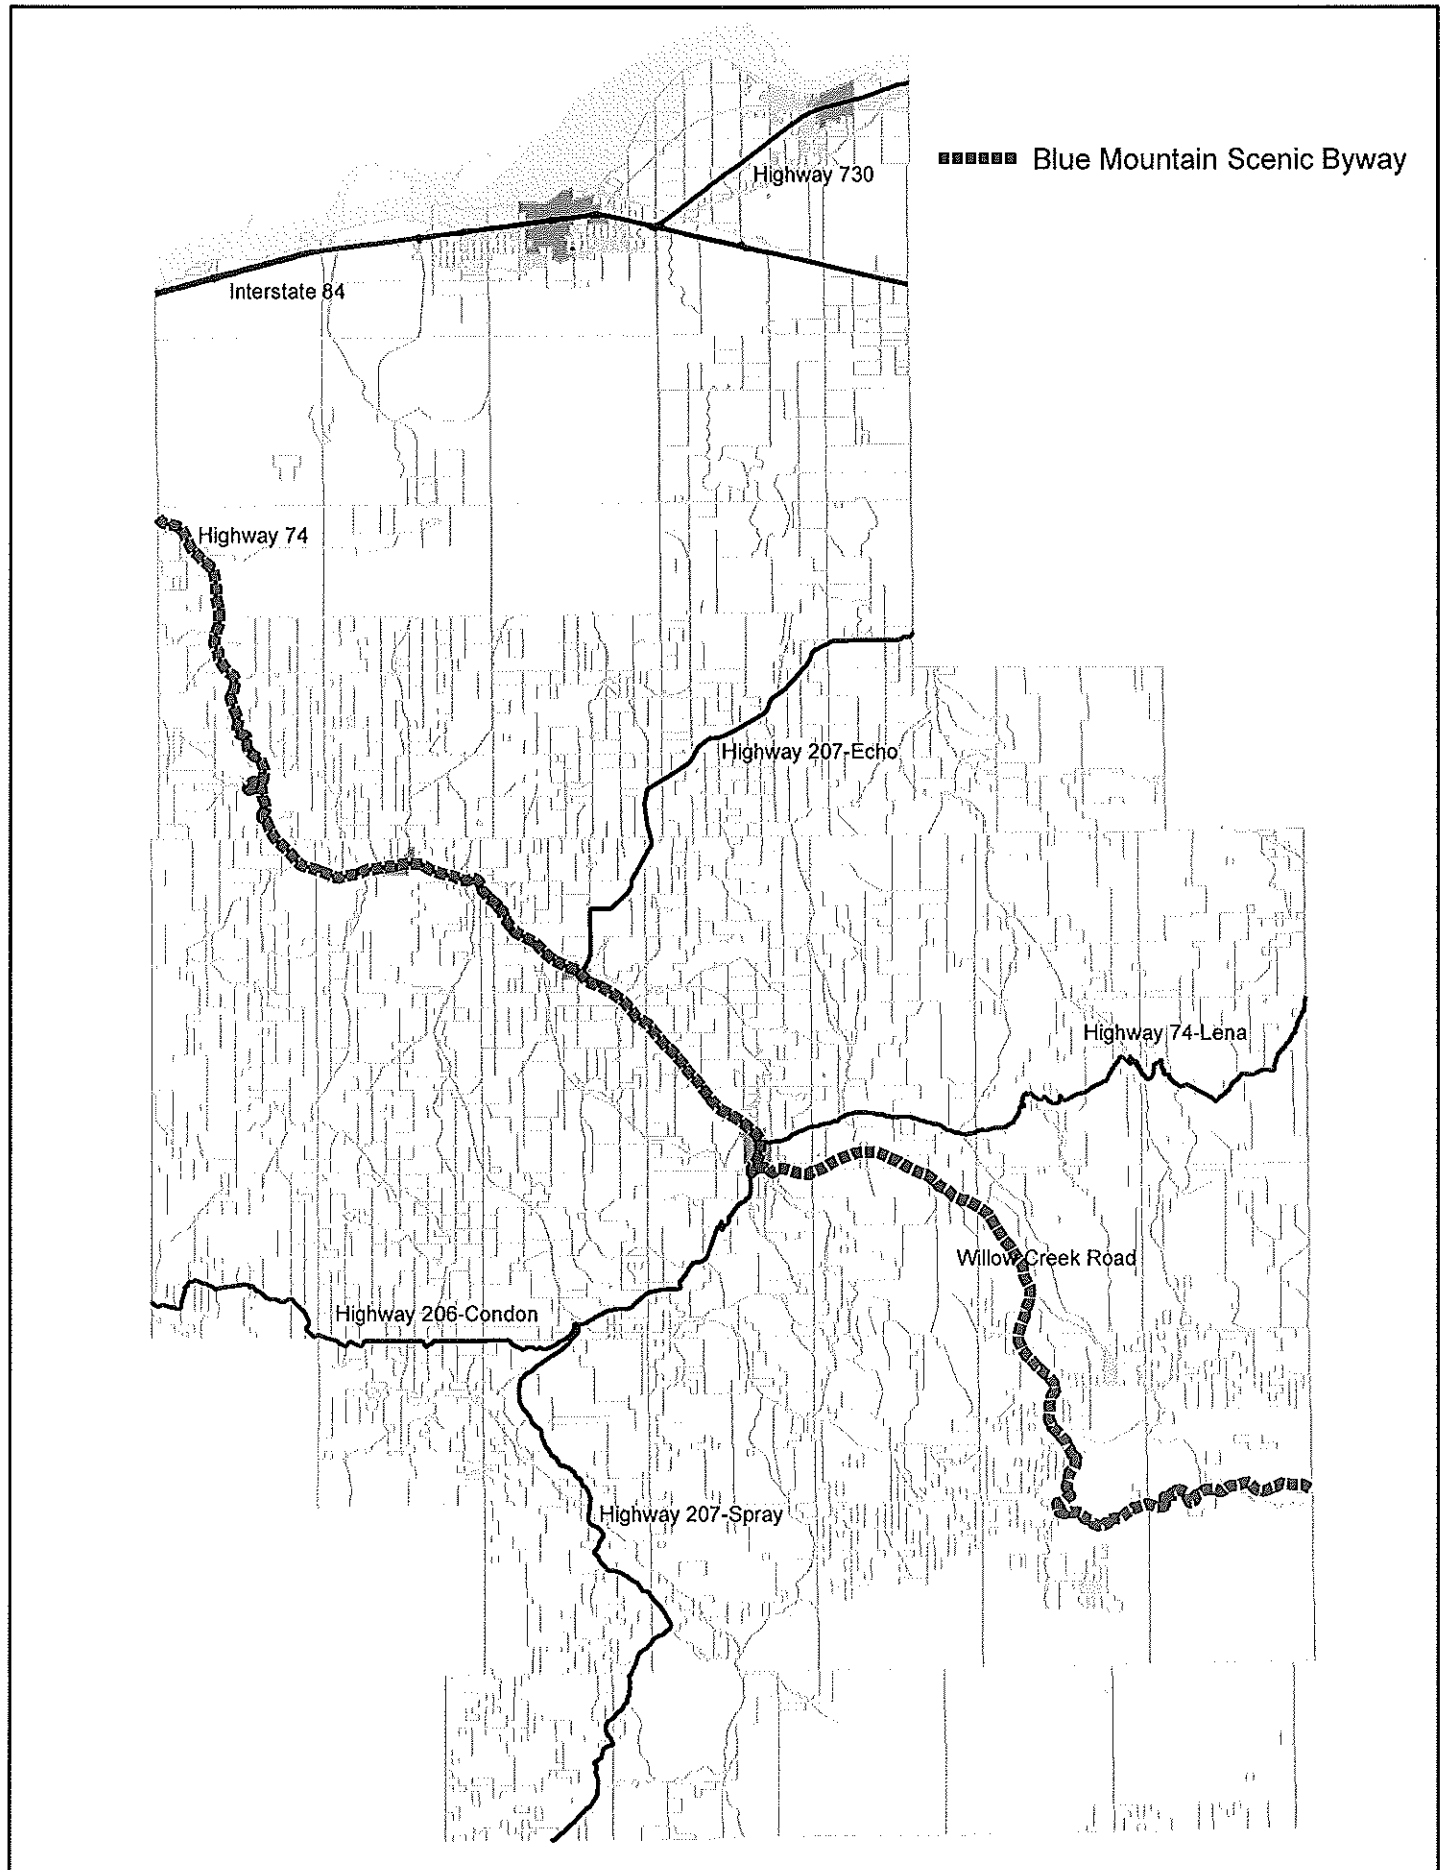 Highway 730
Blue Mountain Scenic Byway
Interstate 84
Highway 74
Highway 207-Echo
Highway 74-Lena
Willow Creek Road
Highway 206-Condon
Highway 207-Spray